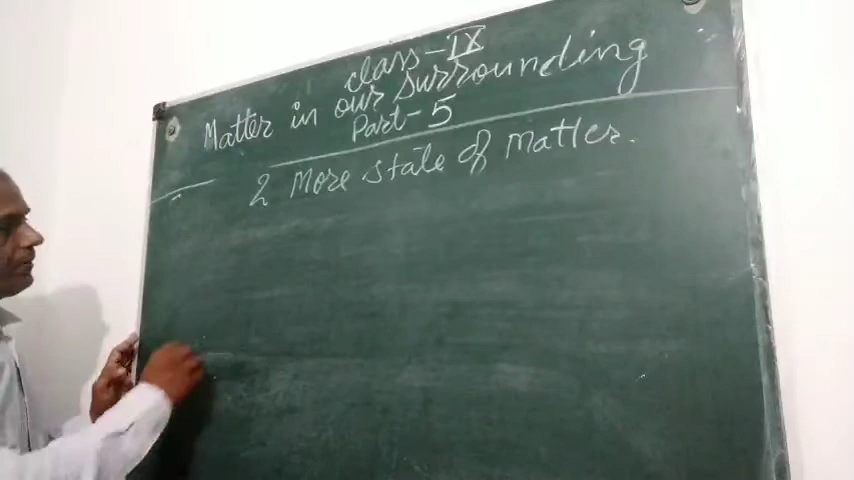 class-IX
Matter in our surrounding
Part-5
2 More state of Matter.